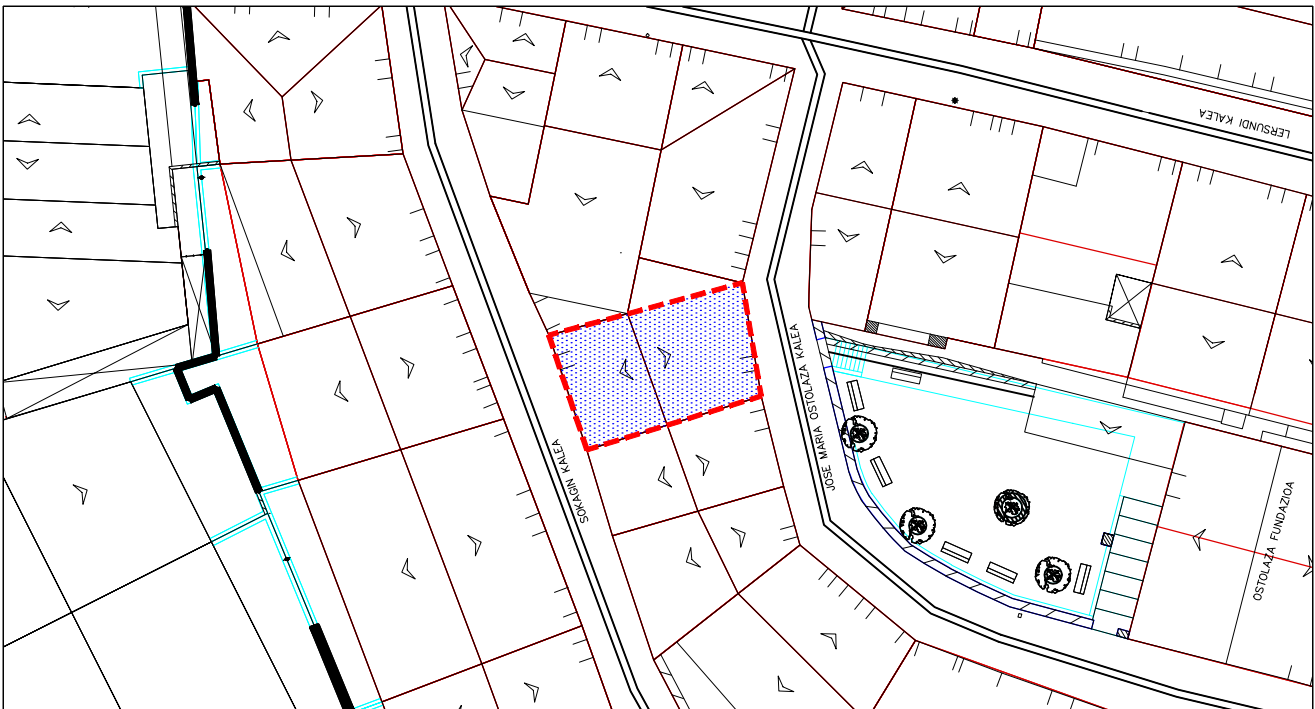 LERSUNDI KALEA
JOSE MARIA OSTOLAZA KALEA
SOKAGIN KALEA
OSTOLAZA FUNDAZIOA